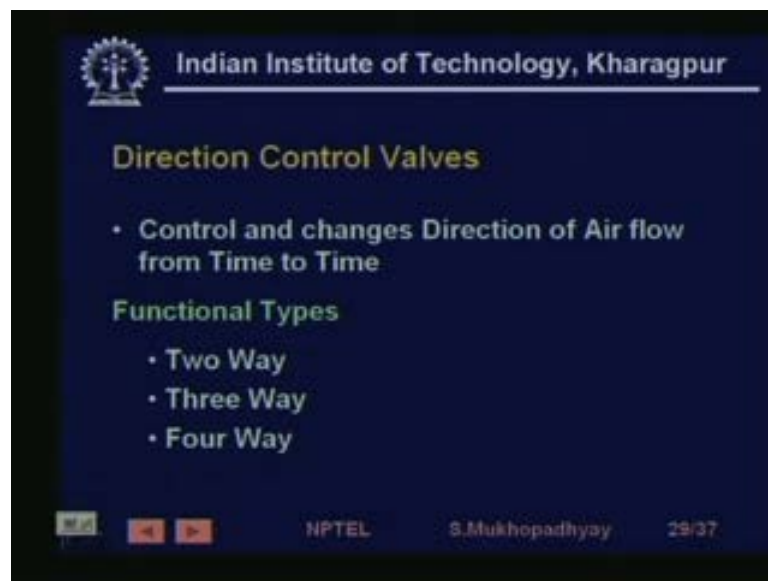 Indian Institute of Technology, Kharagpur
Direction Control Valves
• Control and changes Direction of Air flow
from Time to Time
Functional Types
• Two Way
• Three Way
• Four Way
NPTEL S.Mukhopadhyay 29/37